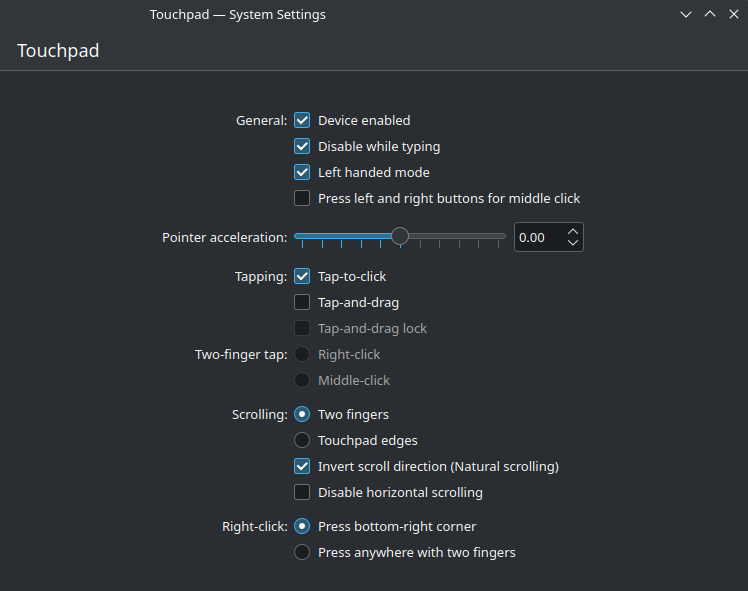 Touchpad — System Settings
Touchpad
General: Device enabled
Disable while typing
Left handed mode
Press left and right buttons for middle click
Pointer acceleration: 0.00
Tapping: Tap-to-click
Tap-and-drag
Tap-and-drag lock
Two-finger tap: Right-click
Middle-click
Scrolling: Two fingers
Touchpad edges
Invert scroll direction (Natural scrolling)
Disable horizontal scrolling
Right-click: Press bottom-right corner
Press anywhere with two fingers